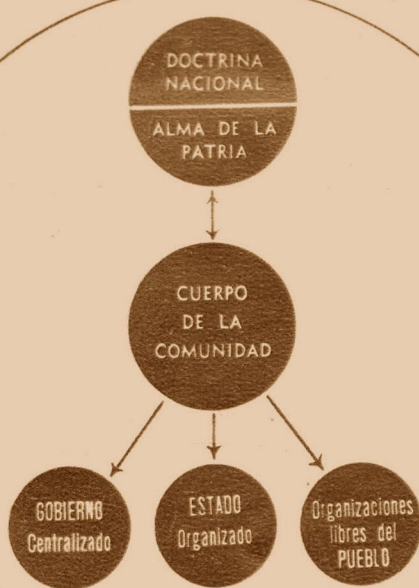 DOCTRINA
NACIONAL
ALMA DE LA
PATRIA
CUERPO
DE LA
COMUNIDAD
GOBIERNO
Centralizado
ESTADO
Organizado
Organizaciones
libres del
PUEBLO